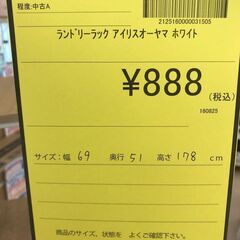 程度:中古A
2125160000031505
ランドリーラック アイリスオーヤマ ホワイト
¥888
(税込)
160825
サイズ:幅 69 奥行 51 高さ 178 cm
商品のサイズ、状態を よくご確認下さい。